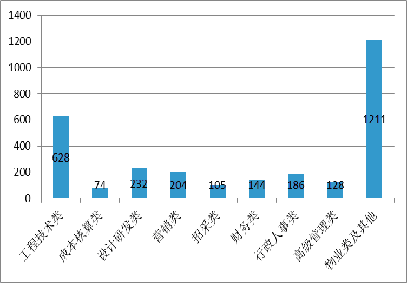 1400
1200
1000
800
600
400
200
0
628
74
232
204
105
144
186
128
1211
工程技术类
成本核算类
设计研发类
营销类
招采类
财务类
行政人事类
高级管理类
物业类及其他